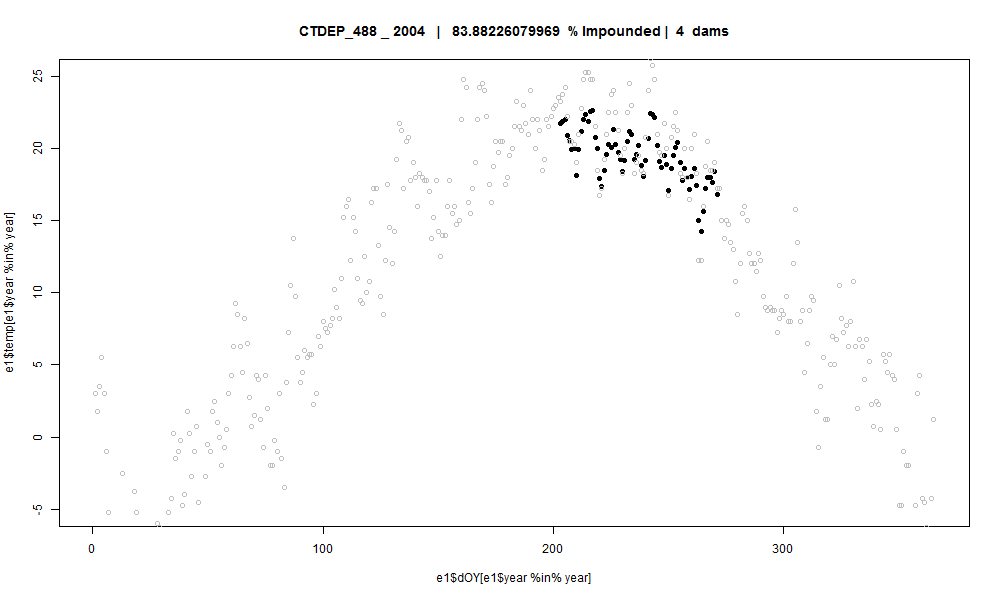 CTDEP_488 _ 2004 | 83.88226079969 % Impounded | 4 dams
e1$temp[e1$year %in% year]
25
20
15
10
5
0
-5
0 100 200 300
e1$dOY[e1$year %in% year]